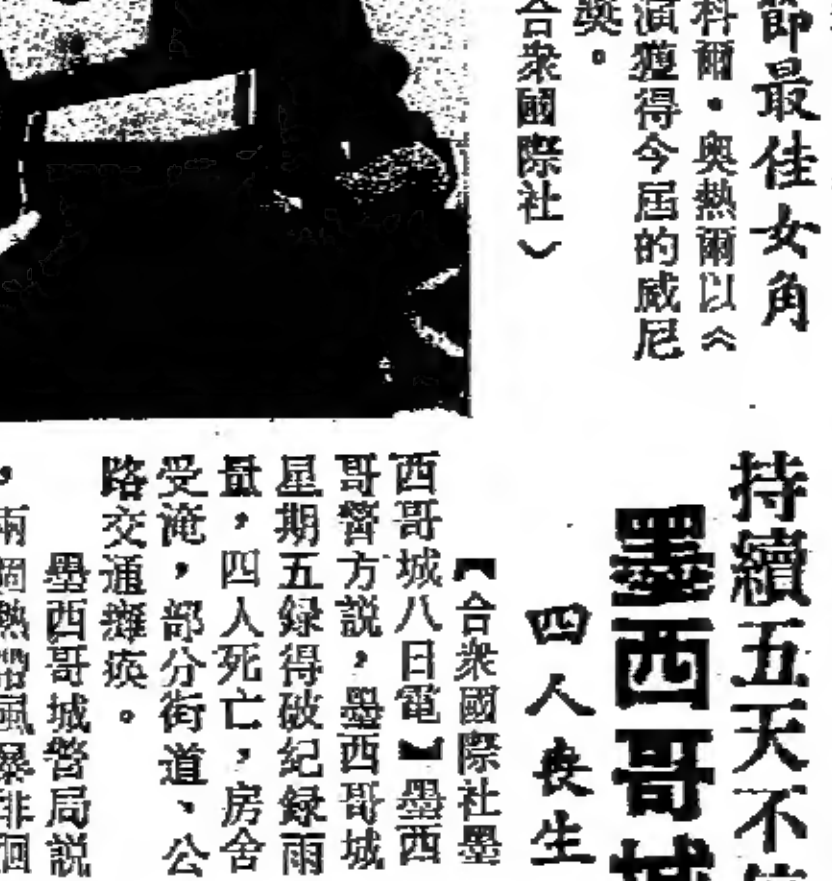 節最佳女角
科爾・奧熱爾以《
演獲得今屆的威尼
獎。
合衆國際社〉
持續五天不
墨西哥城
四人喪生
【合衆國際社墨
西哥城八日電】墨西
哥警方説，墨西哥城
星期五録得破紀録雨
量，四人死亡，房舍
受淹，部分街道、公
路交通癱瘓。
墨西哥城警局説
，兩個熱帶風暴徘徊